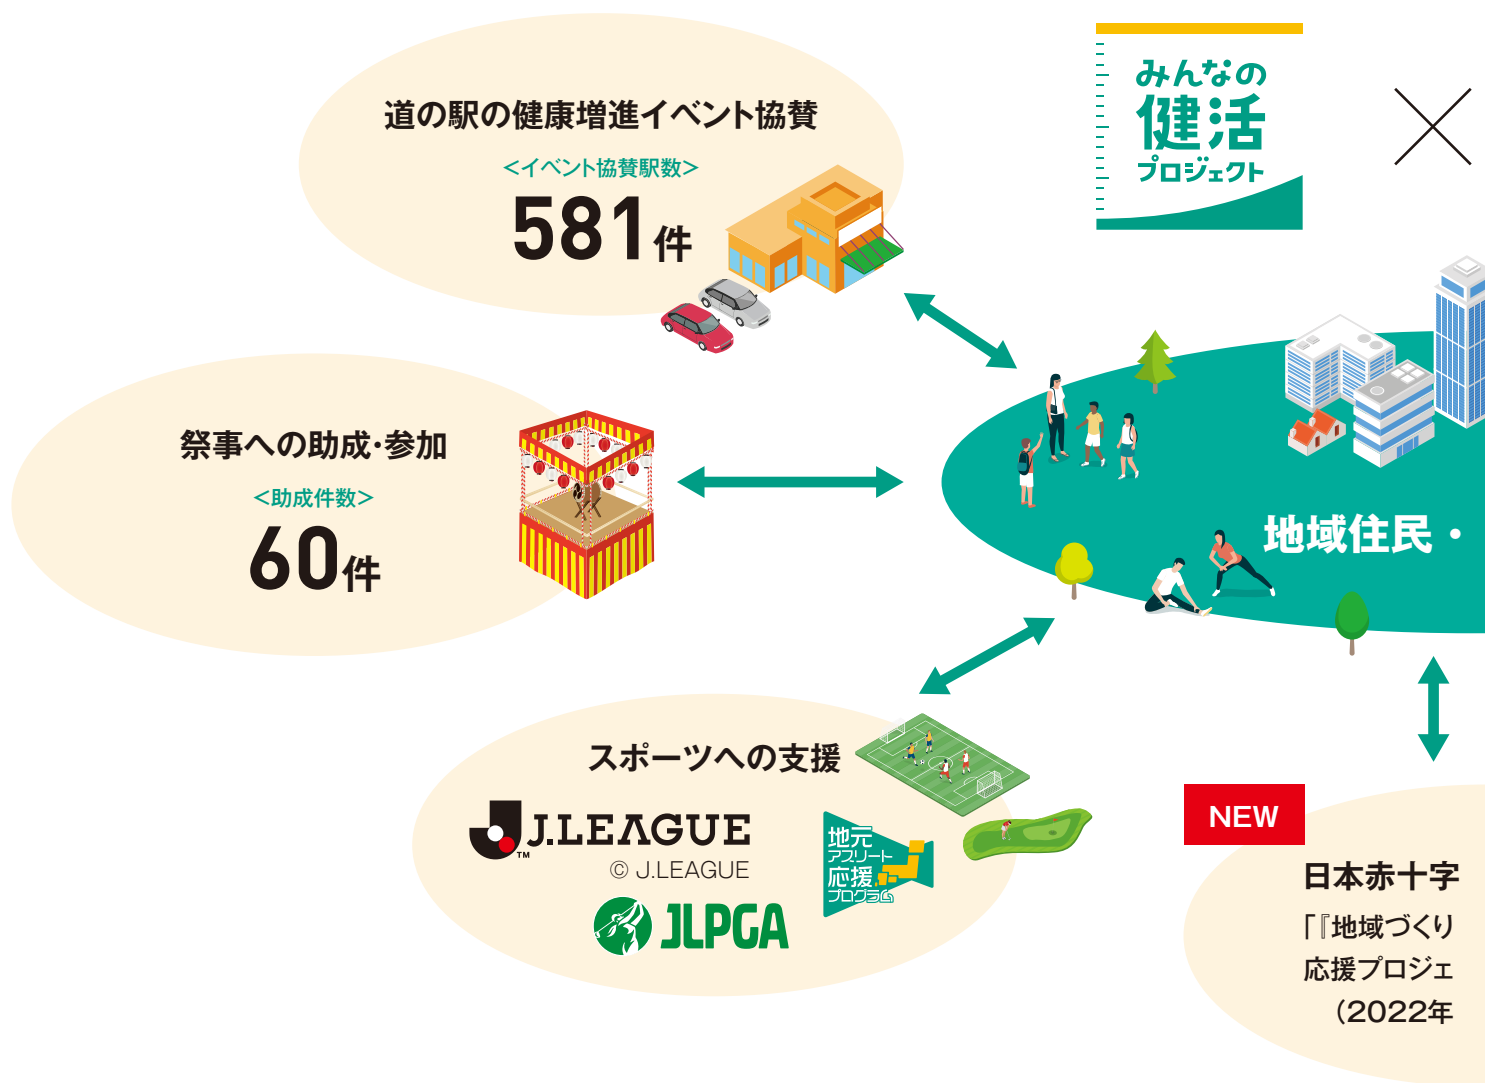 みんなの
健活
プロジェクト
道の駅の健康増進イベント協賛
<イベント協賛駅数>
581件
祭事への助成・参加
<助成件数>
60件
地域住民・
スポーツへの支援
J.LEAGUE
TM
© J.LEAGUE
JLPGA
地元
アスリート
応援
プログラム
NEW
日本赤十字
「『地域づくり
応援プロジェ
(2022年